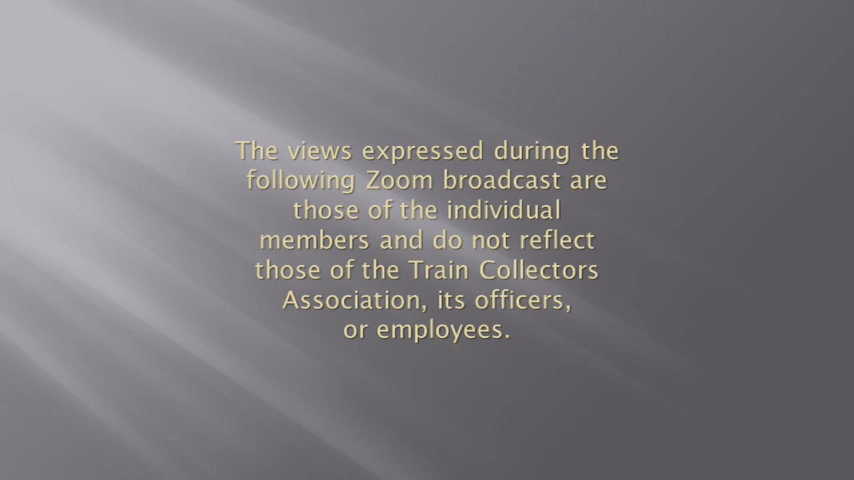 The views expressed during the
following Zoom broadcast are
those of the individual
members and do not reflect
those of the Train Collectors
Association, its officers,
or employees.